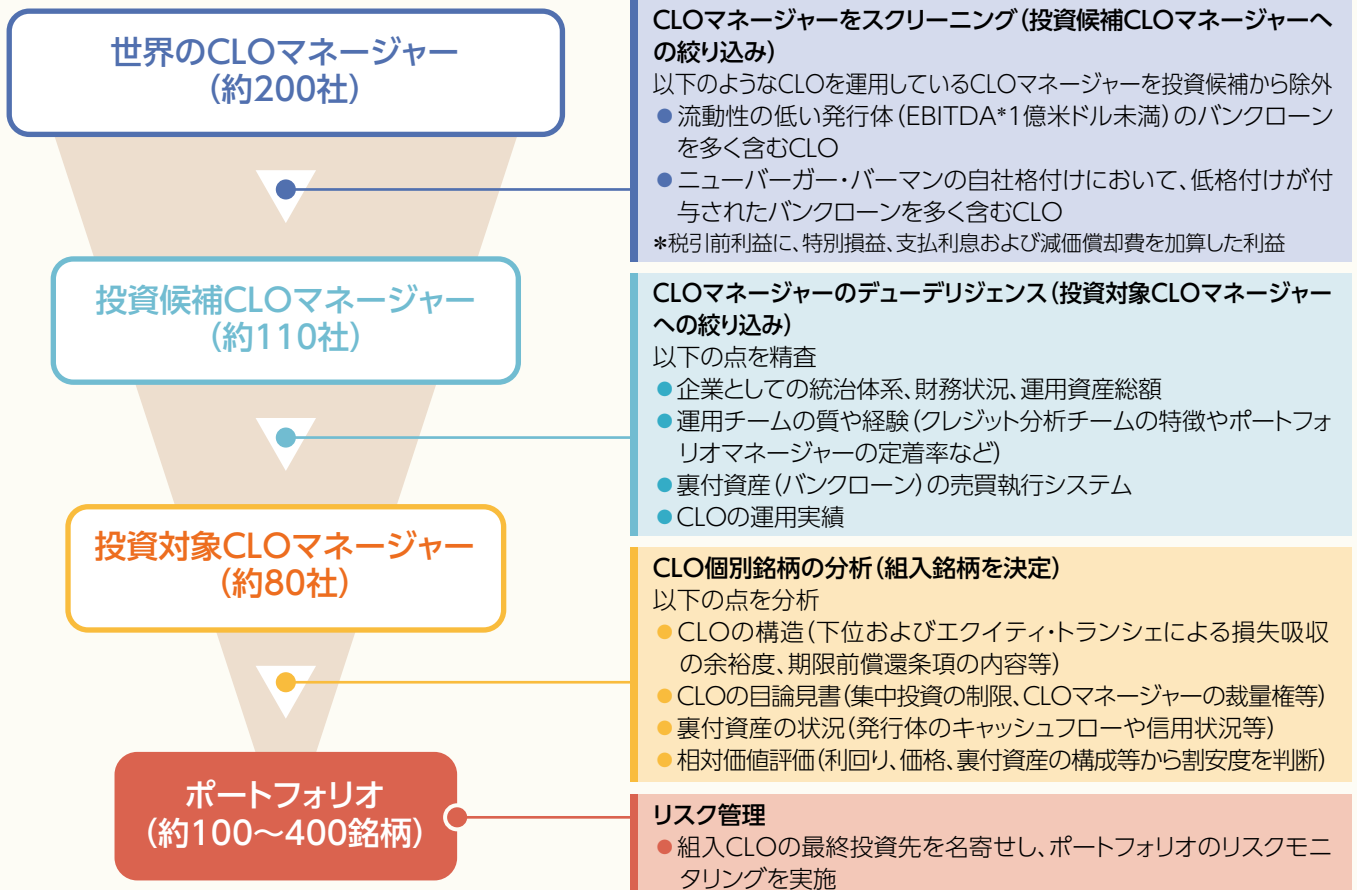 世界のCLOマネージャー
（約200社）
CLOマネージャーをスクリーニング（投資候補CLOマネージャーへ
の絞り込み）
以下のようなCLOを運用しているCLOマネージャーを投資候補から除外
●流動性の低い発行体（EBITDA*1億米ドル未満）のバンクローン
を多く含むCLO
●ニューバーガー・バーマンの自社格付けにおいて、低格付けが付
与されたバンクローンを多く含むCLO
*税引前利益に、特別損益、支払利息および減価償却費を加算した利益
投資候補CLOマネージャー
（約110社）
CLOマネージャーのデューデリジェンス（投資対象CLOマネージャー
への絞り込み）
以下の点を精査
●企業としての統治体系、財務状況、運用資産総額
●運用チームの質や経験（クレジット分析チームの特徴やポートフォ
リオマネージャーの定着率など）
●裏付資産（バンクローン）の売買執行システム
●CLOの運用実績
投資対象CLOマネージャー
（約80社）
CLO個別銘柄の分析（組入銘柄を決定）
以下の点を分析
●CLOの構造（下位およびエクイティ・トランシェによる損失吸収
の余裕度、期限前償還条項の内容等）
●CLOの目論見書（集中投資の制限、CLOマネージャーの裁量権等）
●裏付資産の状況（発行体のキャッシュフローや信用状況等）
●相対価値評価（利回り、価格、裏付資産の構成等から割安度を判断）
ポートフォリオ
（約100～400銘柄）
リスク管理
●組入CLOの最終投資先を名寄せし、ポートフォリオのリスクモニ
タリングを実施